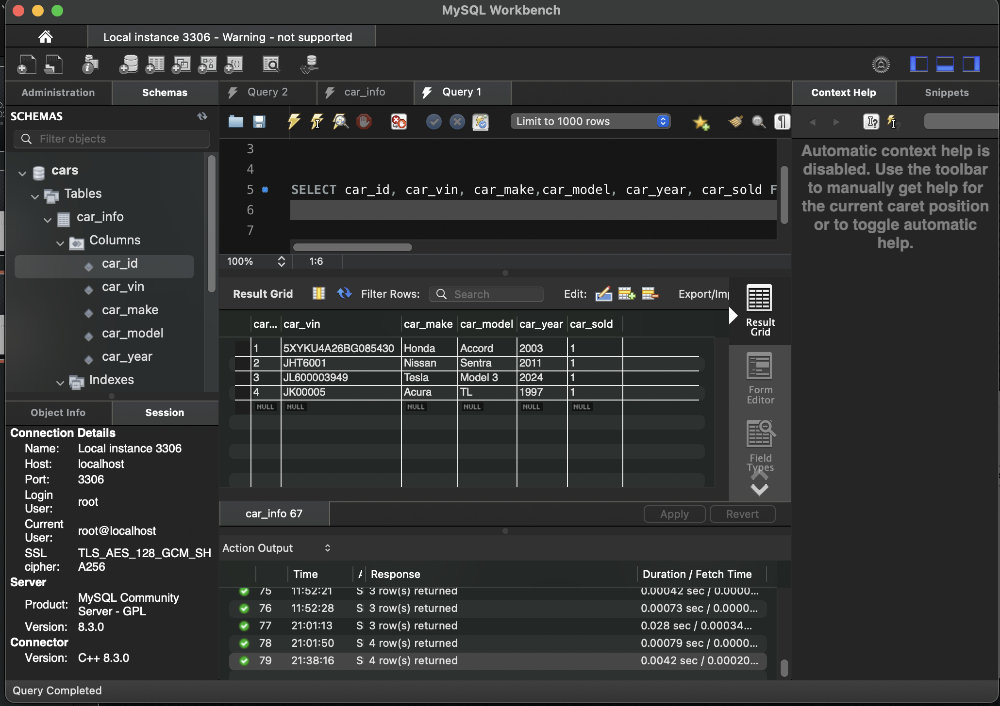 MySQL Workbench
Local instance 3306 - Warning - not supported
Administration
Schemas
Query 2
car_info
Query 1
Context Help
Snippets
SCHEMAS
Filter objects
Limit to 1000 rows
cars
Tables
car_info
Columns
car_id
car_vin
car_make
car_model
car_year
Indexes
3
4
5 SELECT car_id, car_vin, car_make,car_model, car_year, car_sold F
6
7
100% 1:6
Automatic context help is
disabled. Use the toolbar
to manually get help for
the current caret position
or to toggle automatic
help.
Result Grid Filter Rows: Search Edit: Export/Im
car... car_vin car_make car_model car_year car_sold
1 5XYKU4A26BG085430 Honda Accord 2003 1
2 JHT6001 Nissan Sentra 2011 1
3 JL600003949 Tesla Model 3 2024 1
4 JK00005 Acura TL 1997 1
NULL NULL NULL NULL NULL NULL
Result
Grid
Form
Editor
Field
Types
car_info 67
Apply
Revert
Object Info
Session
Connection Details
Name: Local instance 3306
Host: localhost
Port: 3306
Login
User: root
Current
User: root@localhost
SSL TLS_AES_128_GCM_SH
cipher: A256
Server
Product: MySQL Community
Server - GPL
Version: 8.3.0
Connector
Version: C++ 8.3.0
Action Output
Time Response Duration / Fetch Time
75 11:52:21 S 3 row(s) returned 0.00042 sec / 0.0000...
76 11:52:28 S 3 row(s) returned 0.00073 sec / 0.0000...
77 21:01:13 S 3 row(s) returned 0.028 sec / 0.00034...
78 21:01:50 S 4 row(s) returned 0.00079 sec / 0.0000...
79 21:38:16 S 4 row(s) returned 0.0042 sec / 0.00020...
Query Completed